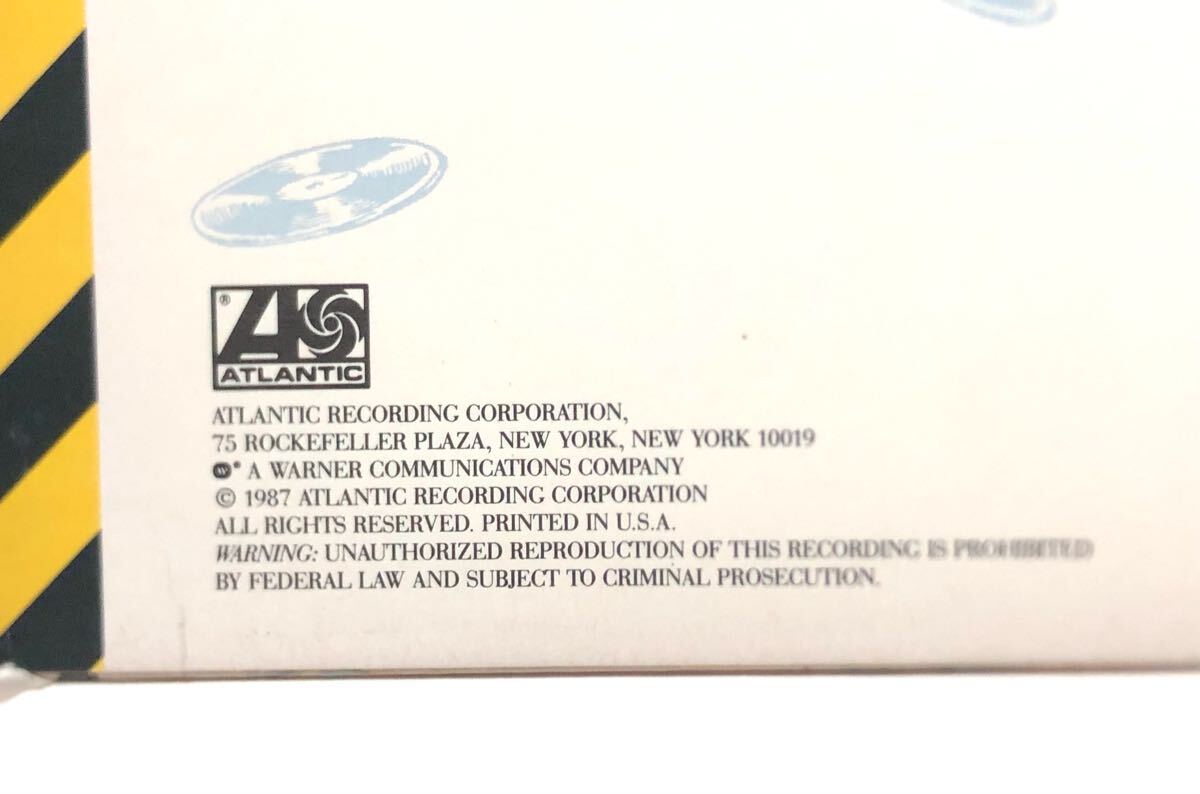 ®
ATLANTIC
ATLANTIC RECORDING CORPORATION,
75 ROCKEFELLER PLAZA, NEW YORK, NEW YORK 10019
A WARNER COMMUNICATIONS COMPANY
© 1987 ATLANTIC RECORDING CORPORATION
ALL RIGHTS RESERVED. PRINTED IN U.S.A.
WARNING: UNAUTHORIZED REPRODUCTION OF THIS RECORDING IS PROHIBITED
BY FEDERAL LAW AND SUBJECT TO CRIMINAL PROSECUTION.